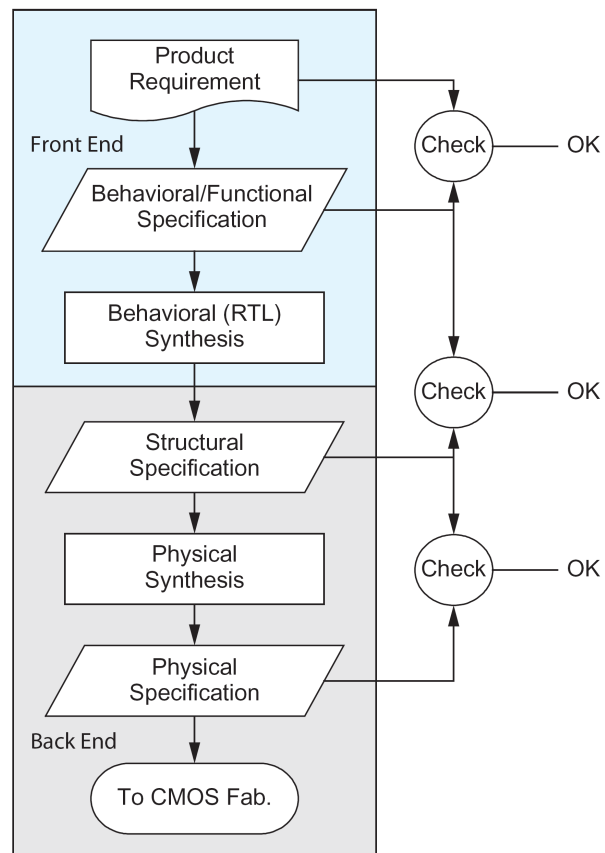 Product
Requirement
Front End
Check
OK
Behavioral/Functional
Specification
Behavioral (RTL)
Synthesis
Check
OK
Structural
Specification
Physical
Synthesis
Check
OK
Physical
Specification
Back End
To CMOS Fab.